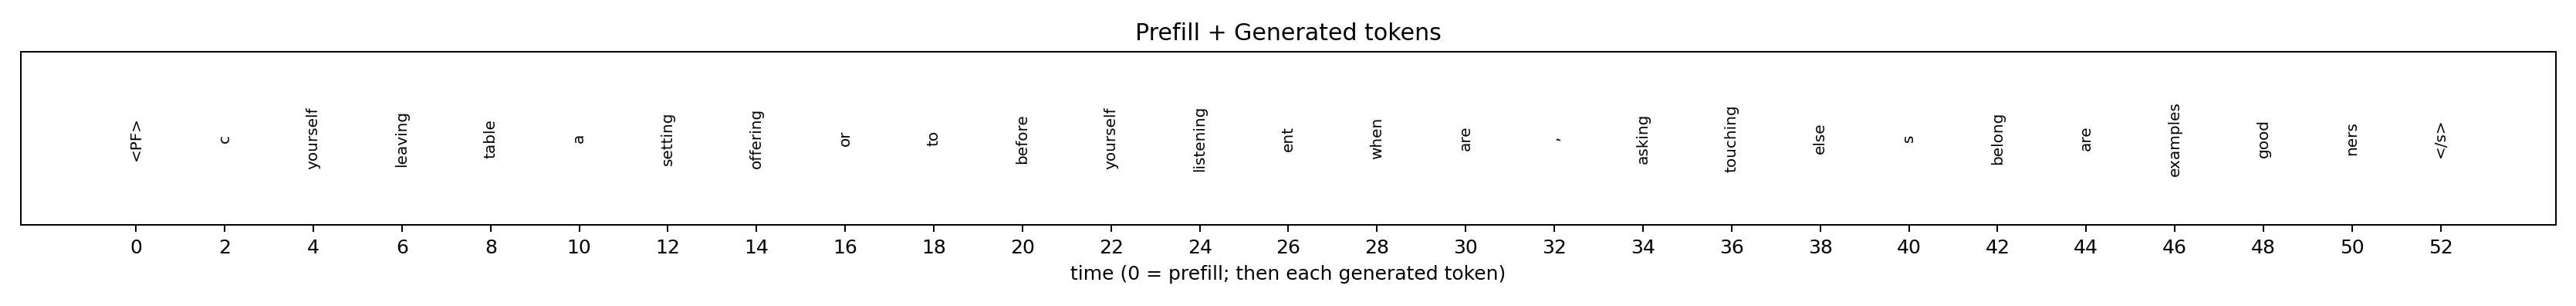 Prefill + Generated tokens
<PF> c yourself leaving table a setting offering or to before yourself listening ent when are , asking touching else s belong are examples good ners </s>
0 2 4 6 8 10 12 14 16 18 20 22 24 26 28 30 32 34 36 38 40 42 44 46 48 50 52
time (0 = prefill; then each generated token)